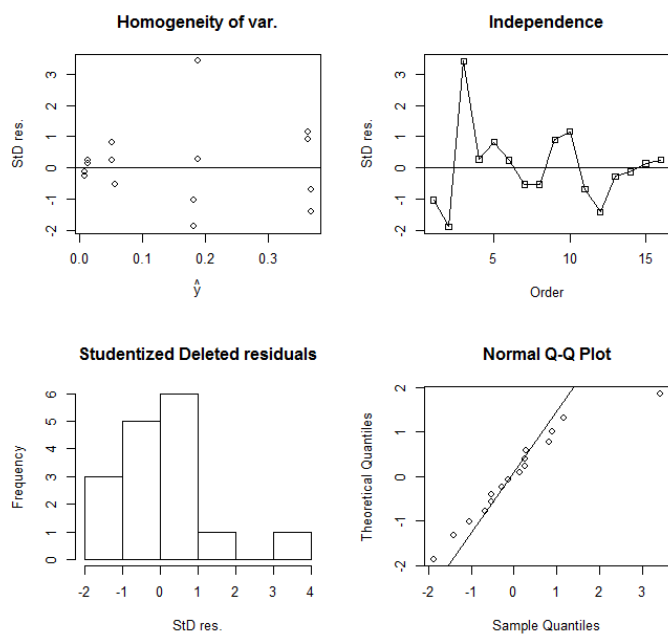 Homogeneity of var.
StD res.
3
2
1
0
-1
-2
0.0 0.1 0.2 0.3
^
y
Independence
StD res.
3
2
1
0
-1
-2
5 10 15
Order
Studentized Deleted residuals
Frequency
6
5
4
3
2
1
0
-2 -1 0 1 2 3 4
StD res.
Normal Q-Q Plot
Theoretical Quantiles
2
1
0
-1
-2
-2 -1 0 1 2 3
Sample Quantiles